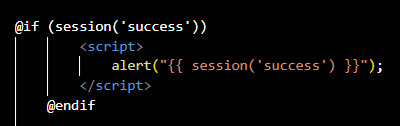 @if (session('success'))
<script>
alert("{{ session('success') }}");
</script>
@endif